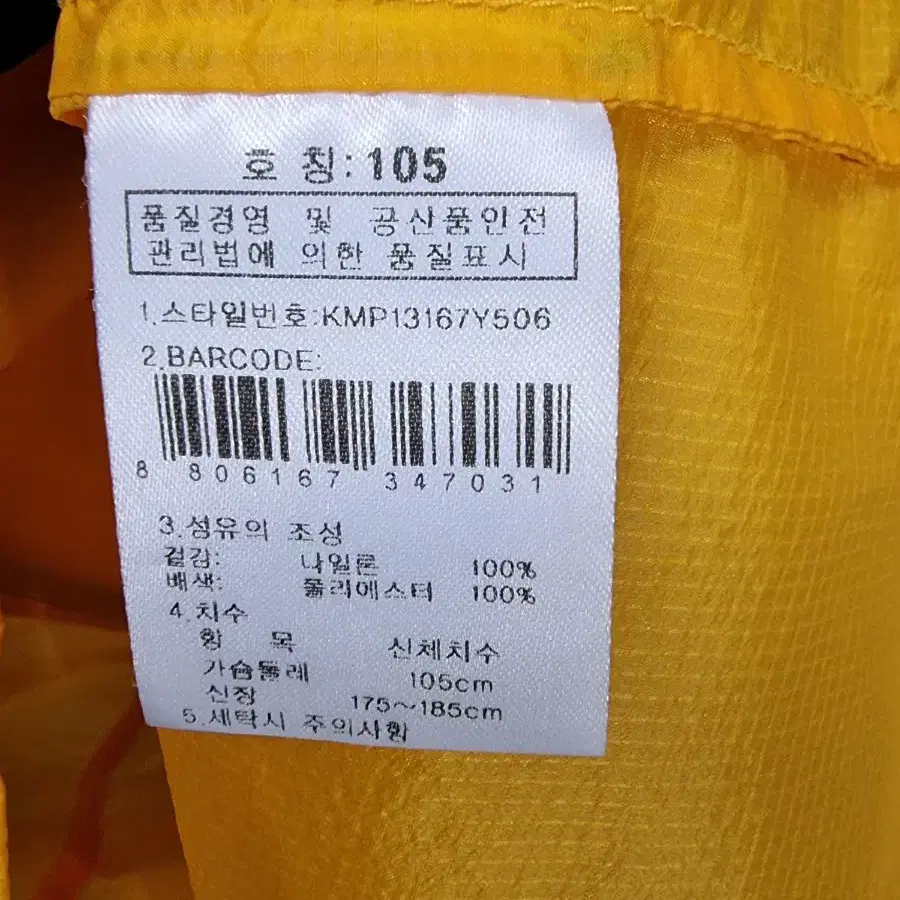 호 칭: 105
품질경영 및 공산품안전
관리법에 의한 품질표시
1.스타일번호:KMP13167Y506
2.BARCODE:
8 806167 347031
3.섬유의 조성
겉감: 나일론 100%
배색: 폴리에스터 100%
4.치수
항 목 신체치수
가슴둘레 105cm
신장 175~185cm
5.세탁시 주의사항